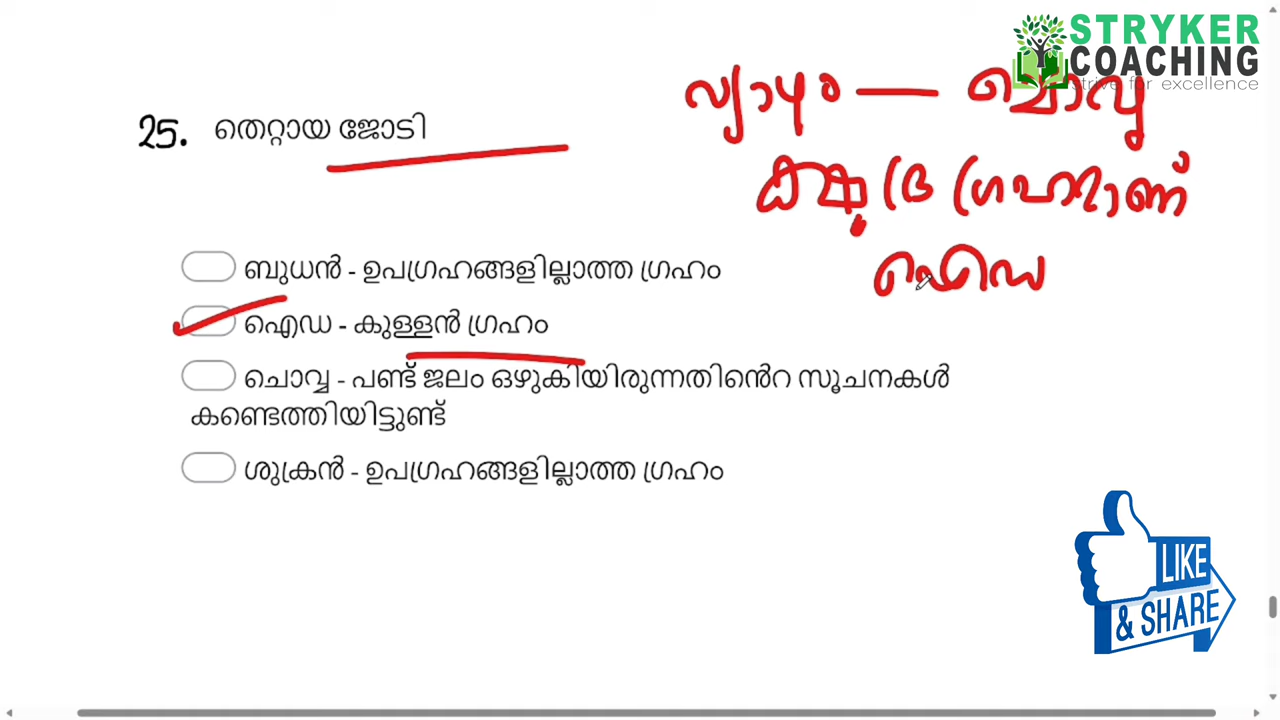 STRYKER
COACHING
strive for excellence
വ്യാഴം — ചൊവ്വ
ക്ഷുദ്ര ഗ്രഹമാണ്
ഐഡ
25. തെറ്റായ ജോടി
ബുധൻ - ഉപഗ്രഹങ്ങളില്ലാത്ത ഗ്രഹം
ഐഡ - കുള്ളൻ ഗ്രഹം
ചൊവ്വ - പണ്ട് ജലം ഒഴുകിയിരുന്നതിന്റെ സൂചനകൾ
കണ്ടെത്തിയിട്ടുണ്ട്
ശുക്രൻ - ഉപഗ്രഹങ്ങളില്ലാത്ത ഗ്രഹം
LIKE
& SHARE